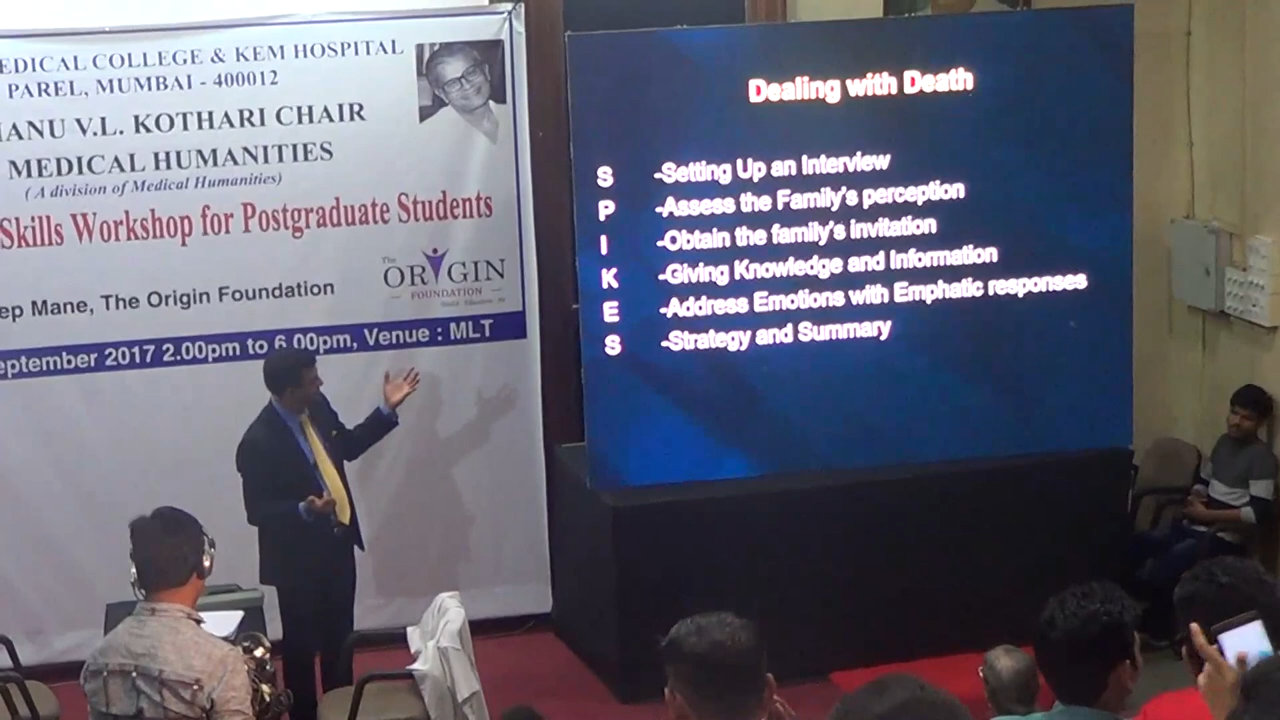 EDICAL COLLEGE & KEM HOSPITAL
PAREL, MUMBAI - 400012
MANU V.L. KOTHARI CHAIR
MEDICAL HUMANITIES
( A division of Medical Humanities)
Skills Workshop for Postgraduate Students
The
ORIGIN
FOUNDATION
ep Mane, The Origin Foundation
eptember 2017 2.00pm to 6.00pm, Venue : MLT
Dealing with Death
S -Setting Up an Interview
P -Assess the Family's perception
I -Obtain the family's invitation
K -Giving Knowledge and Information
E -Address Emotions with Emphatic responses
S -Strategy and Summary